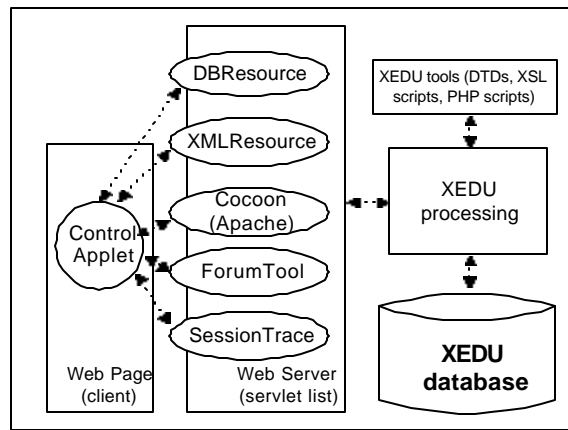 DBResource
XMLResource
Cocoon
(Apache)
ForumTool
SessionTrace
Control
Applet
Web Page
(client)
Web Server
(servlet list)
XEDU tools (DTDs, XSL
scripts, PHP scripts)
XEDU
processing
XEDU
database